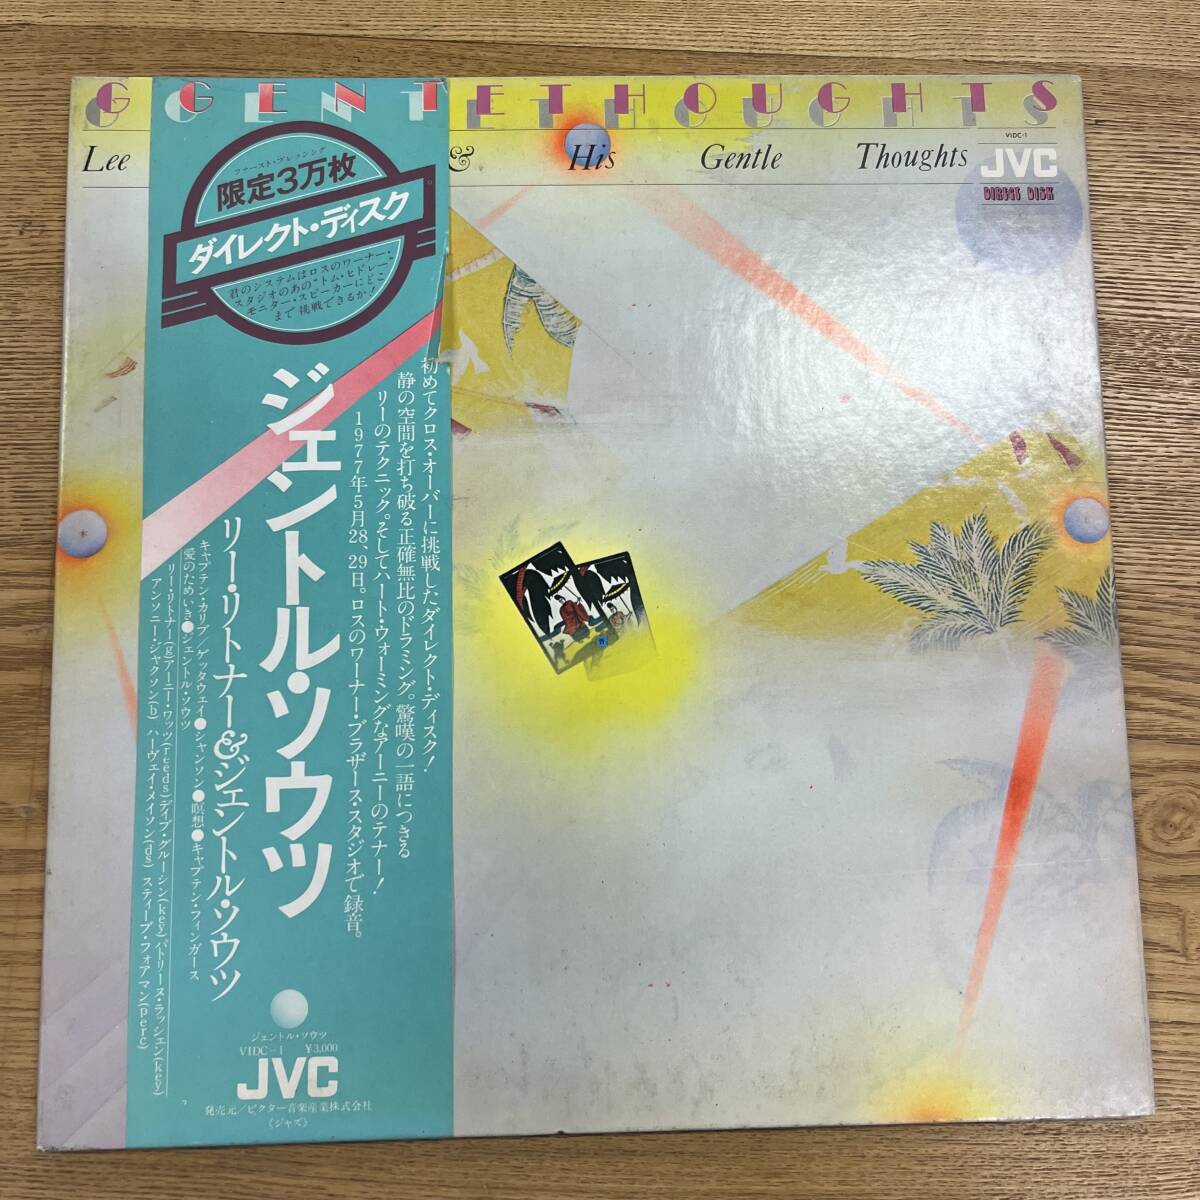 G GENTETHOUGHTS
Lee & His Gentle Thoughts
VIDC-1
JVC
DIRECT DISK
ファースト・プレッシング
限定3万枚
ダイレクト・ディスク
君のシステムはロスのワーナー・
スタジオのあの"トム・ヒドレー"
モニター・スピーカーにどこ
まで挑戦できるか!
初めてクロス・オーバーに挑戦したダイレクト・ディスク!
静の空間を打ち破る正確無比のドラミング。驚嘆の一語につきる
リーのテクニック。そしてハート・ウォーミングなアーニーのテナー!
1977年5月28、29日。ロスのワーナー・ブラザース・スタジオで録音。
ジェントル・ソウツ
リー・リトナー&ジェントル・ソウツ
キャプテン・カリブ/ゲッタウェイ●シャンソン●瞑想●キャプテン・フィンガース
愛のためいき●ジェントル・ソウツ
リー・リトナー(g)アーニー・ワッツ(reeds)デイブ・グルーシン(key)パトリース・ラッシェン(key)
アンソニー・ジャクソン(b) ハーヴェイ・メイソン(ds) スティーブ・フォアマン(perc)
ジェントル・ソウツ
VIDC-1 ¥3,000
JVC
発売元/ビクター音楽産業株式会社
《ジャズ》